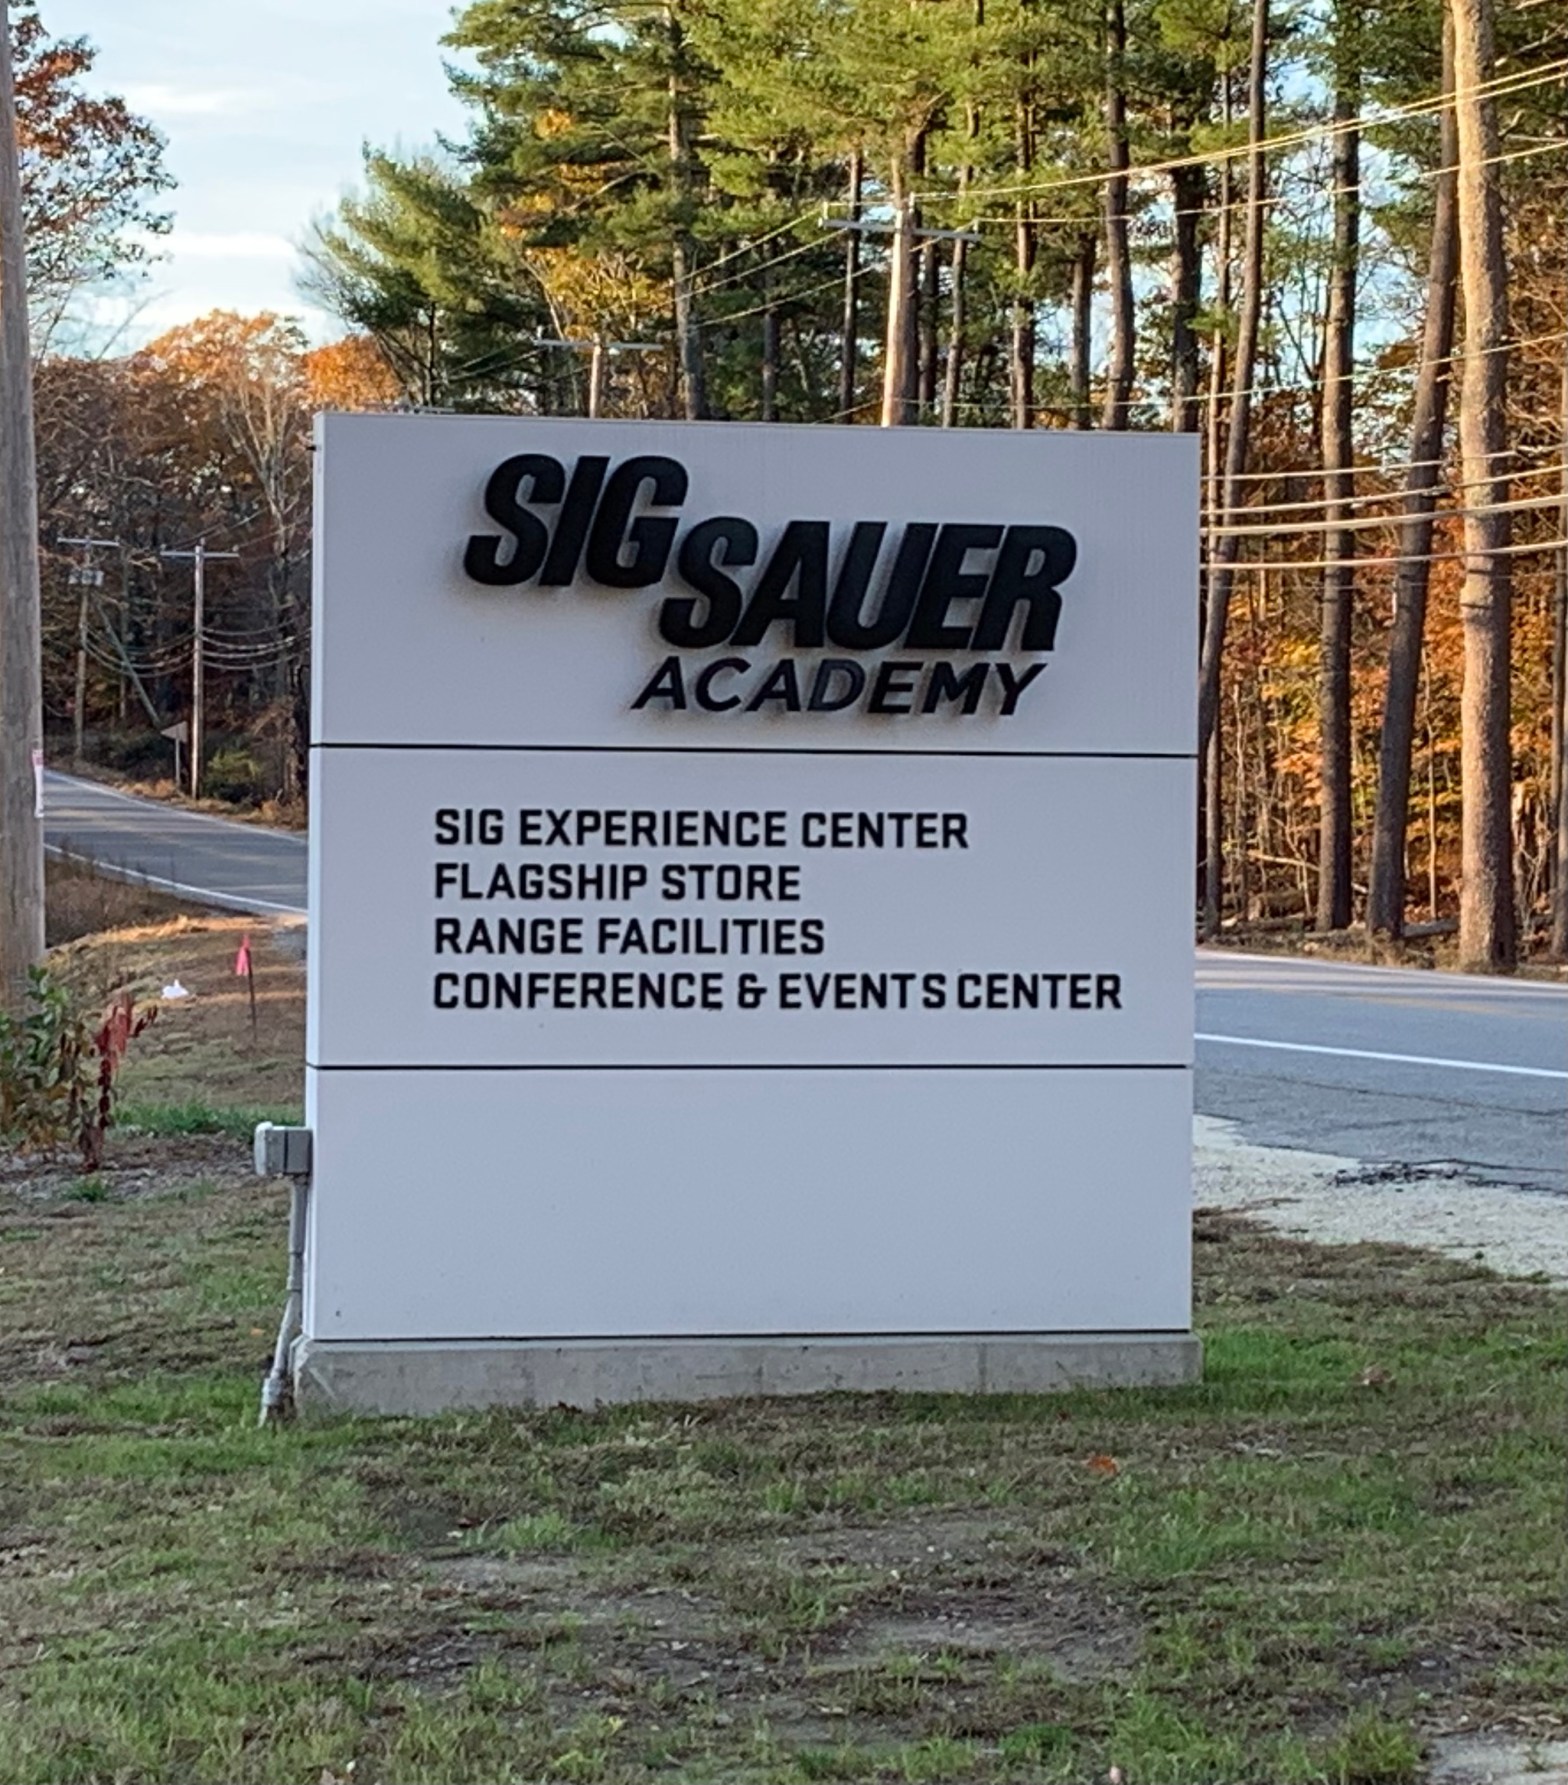 SIG SAUER
ACADEMY
SIG EXPERIENCE CENTER
FLAGSHIP STORE
RANGE FACILITIES
CONFERENCE & EVENTS CENTER